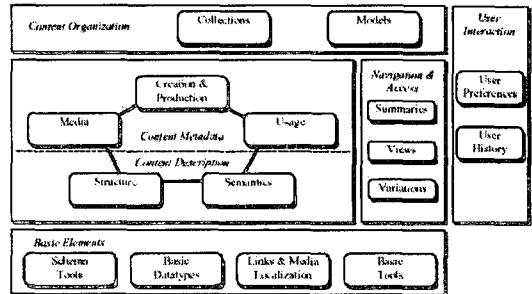 Content Organization
Collections
Models
User
Interaction
Creation &
Production
Media
Usage
Content Metadata
Content Description
Structure
Semantics
Navigation &
Access
Summaries
Views
Variations
User
Preferences
User
History
Basic Elements
Schema
Tools
Basic
Datatypes
Links & Media
Localization
Basic
Tools